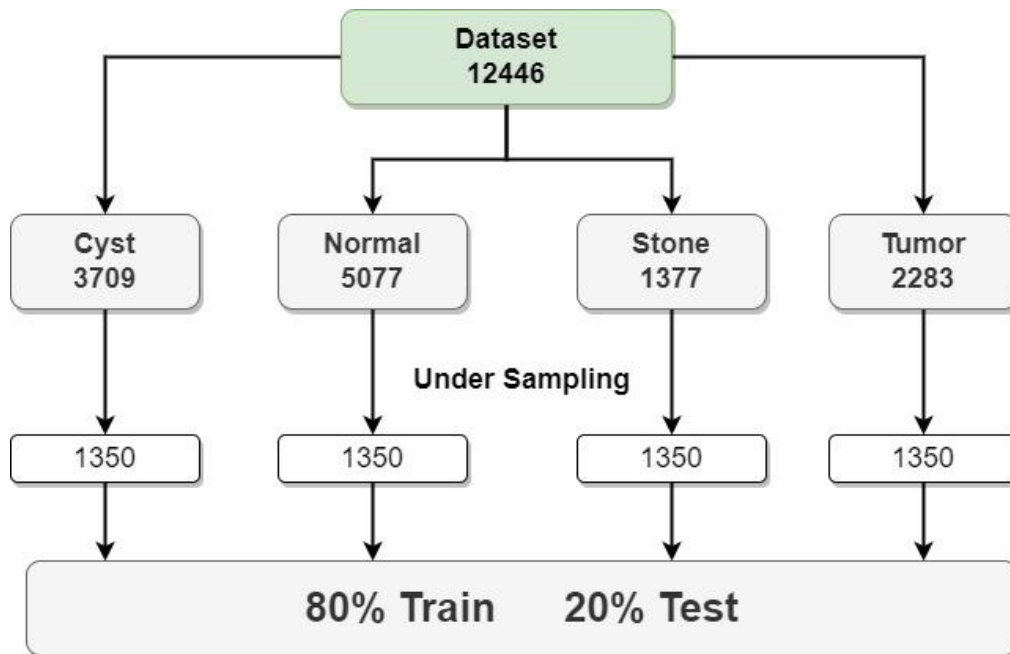 Dataset
12446
Cyst
3709
Normal
5077
Stone
1377
Tumor
2283
Under Sampling
1350
1350
1350
1350
80% Train 20% Test